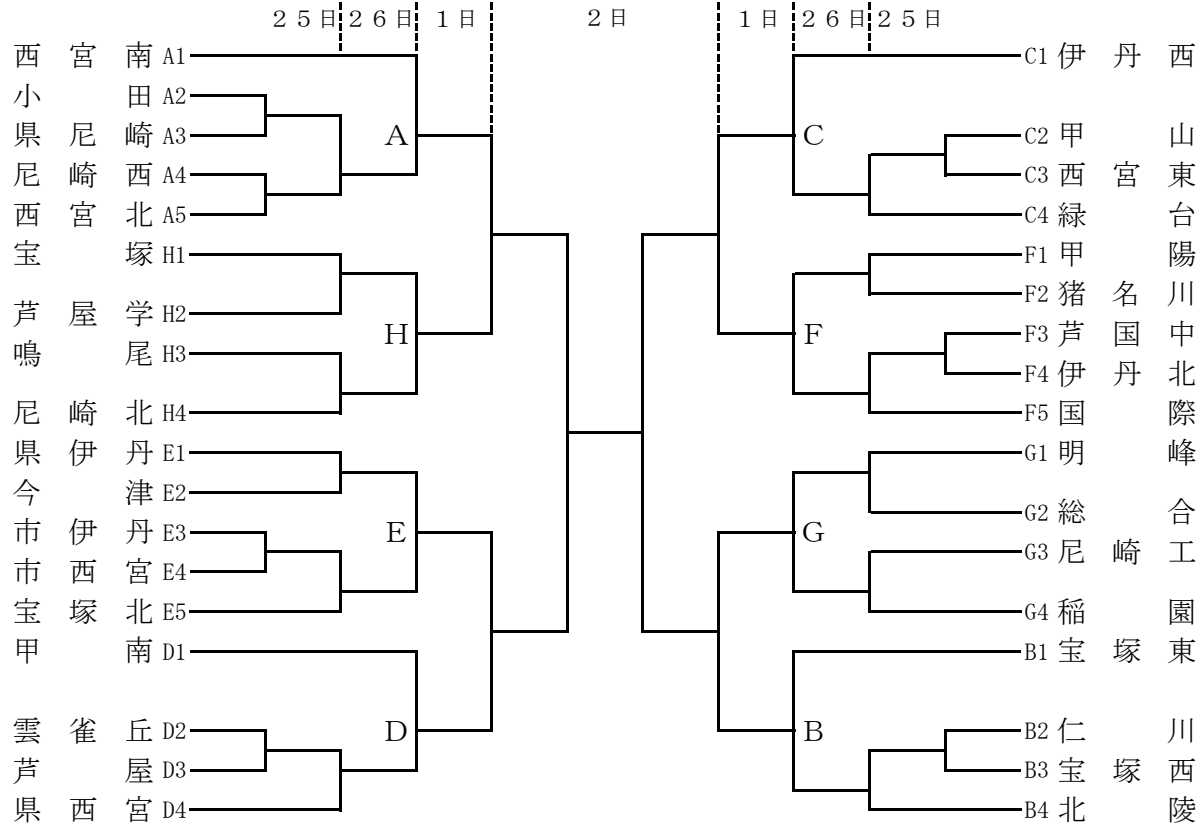 ２５日 ２６日 １日 ２日 １日 ２６日 ２５日
西宮南 A1
小田 A2
県尼崎 A3
尼崎西 A4
西宮北 A5
A
宝塚 H1
芦屋学 H2
鳴尾 H3
尼崎北 H4
H
県伊丹 E1
今津 E2
市伊丹 E3
市西宮 E4
宝塚北 E5
E
甲南 D1
雲雀丘 D2
芦屋 D3
県西宮 D4
D
C1 伊丹西
C2 甲山
C3 西宮東
C4 緑台
C
F1 甲陽
F2 猪名川
F3 芦国中
F4 伊丹北
F5 国際
F
G1 明峰
G2 総合
G3 尼崎工
G4 稲園
G
B1 宝塚東
B2 仁川
B3 宝塚西
B4 北陵
B